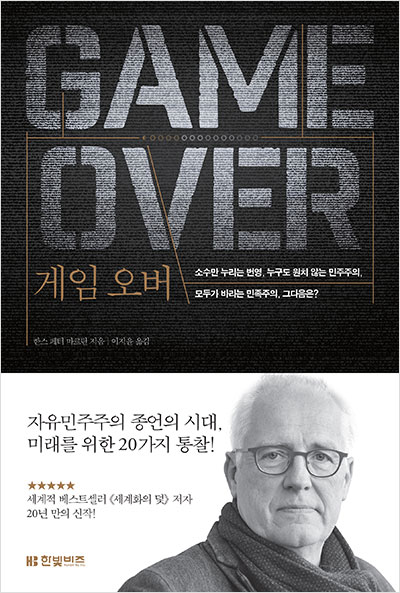 GAME
OVER
게임 오버
소수만 누리는 번영, 누구도 원치 않는 민주주의,
모두가 바라는 민족주의, 그다음은?
한스 페터 마르틴 지음 | 이지윤 옮김
자유민주주의 종언의 시대,
미래를 위한 20가지 통찰!
★★★★★
세계적 베스트셀러 《세계화의 덫》 저자
20년 만의 신작!
HB 한빛비즈